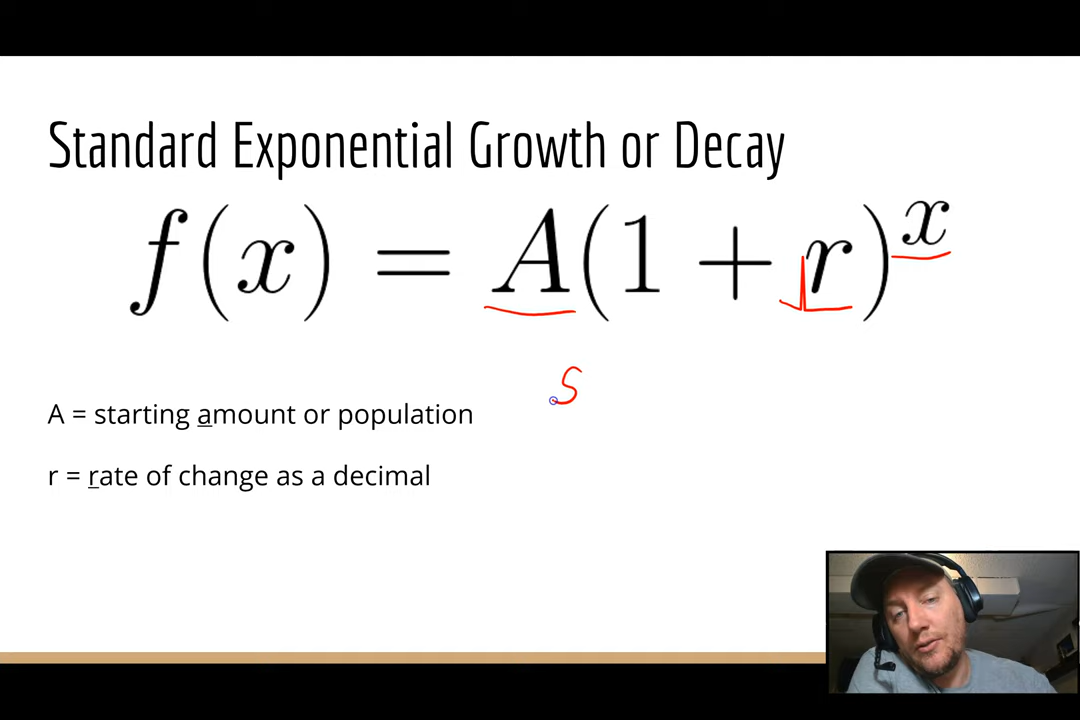 Standard Exponential Growth or Decay
f(x) = A(1 + r)^x
S
A = starting amount or population
r = rate of change as a decimal